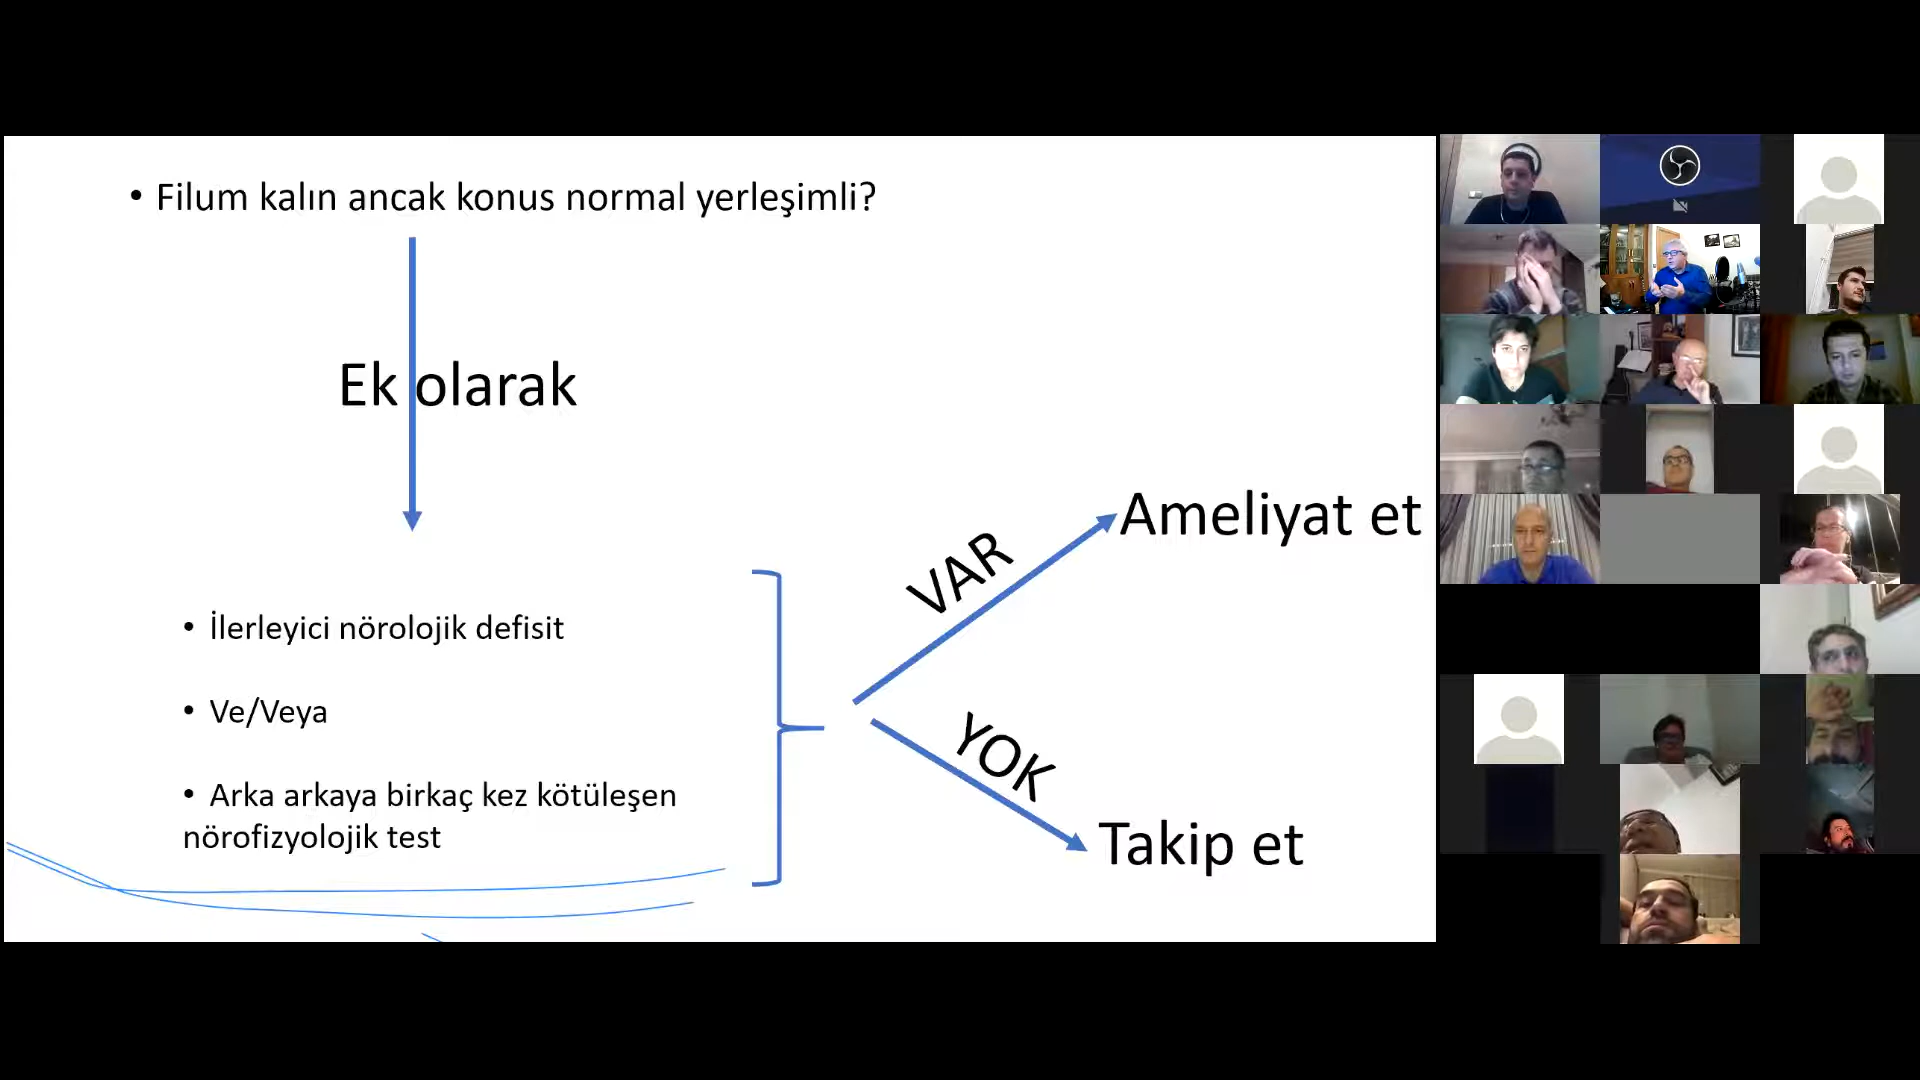 • Filum kalın ancak konus normal yerleşimli?
Ek olarak
• İlerleyici nörolojik defisit
• Ve/Veya
• Arka arkaya birkaç kez kötüleşen
nörofizyolojik test
VAR
Ameliyat et
YOK
Takip et